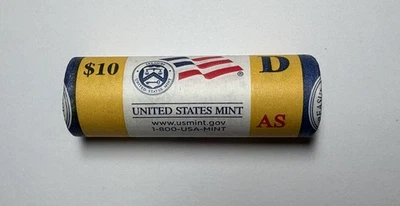 $10
UNITED STATES MINT
www.usmint.gov
1-800-USA-MINT
D
AS